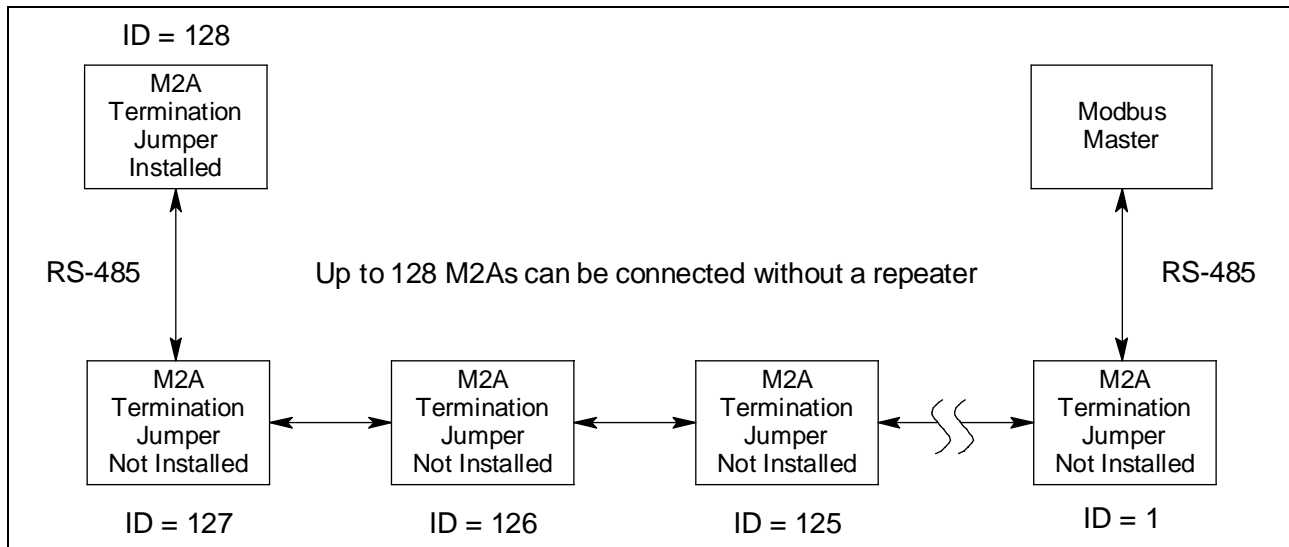 ID = 128
M2A
Termination
Jumper
Installed
Modbus
Master
RS-485
Up to 128 M2As can be connected without a repeater
RS-485
M2A
Termination
Jumper
Not Installed
M2A
Termination
Jumper
Not Installed
M2A
Termination
Jumper
Not Installed
M2A
Termination
Jumper
Not Installed
ID = 127
ID = 126
ID = 125
ID = 1